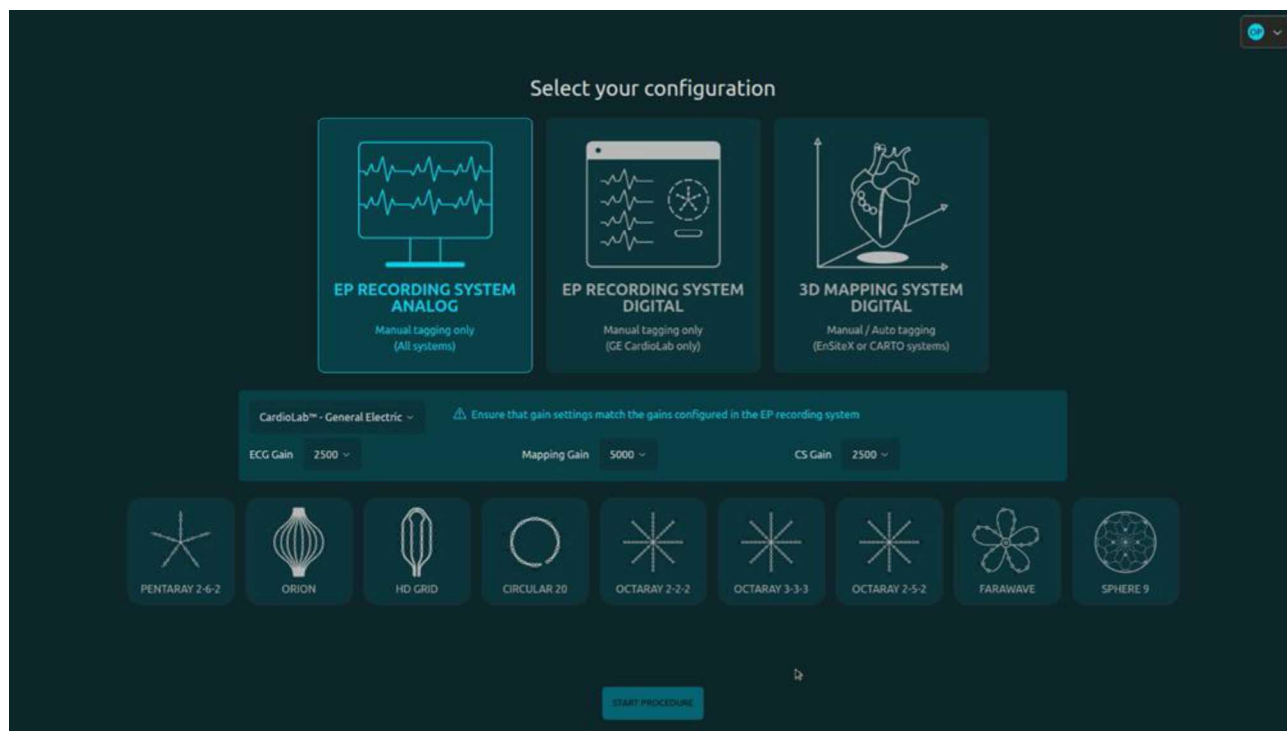 OP
Select your configuration
EP RECORDING SYSTEM
ANALOG
Manual tagging only
(All systems)
EP RECORDING SYSTEM
DIGITAL
Manual tagging only
(GE CardioLab only)
3D MAPPING SYSTEM
DIGITAL
Manual / Auto tagging
(EnSiteX or CARTO systems)
CardioLab™ - General Electric
Ensure that gain settings match the gains configured in the EP recording system
ECG Gain 2500
Mapping Gain 5000
CS Gain 2500
PENTARAY 2-6-2
ORION
HD GRID
CIRCULAR 20
OCTARAY 2-2-2
OCTARAY 3-3-3
OCTARAY 2-5-2
FARAWAVE
SPHERE 9
START PROCEDURE